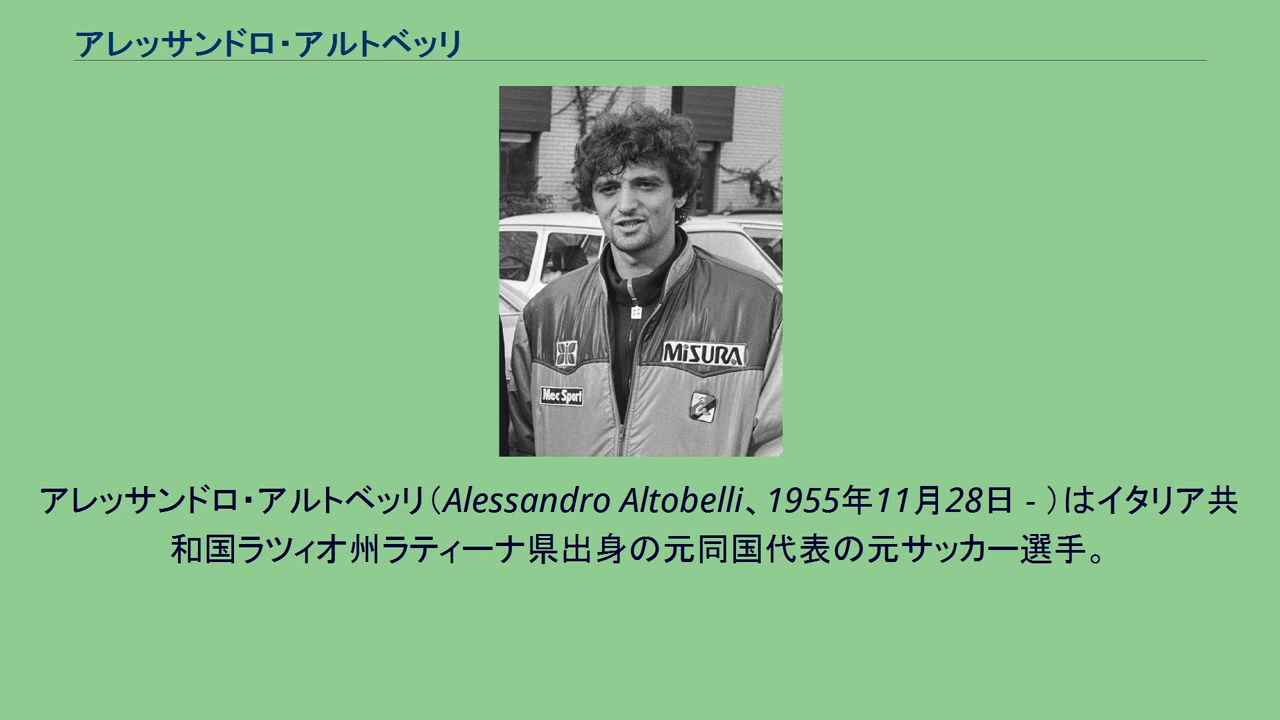 アレッサンドロ・アルトベッリ
MiSURA
Mec Sport
アレッサンドロ・アルトベッリ（Alessandro Altobelli、1955年11月28日 - ）はイタリア共
和国ラツィオ州ラティーナ県出身の元同国代表の元サッカー選手。